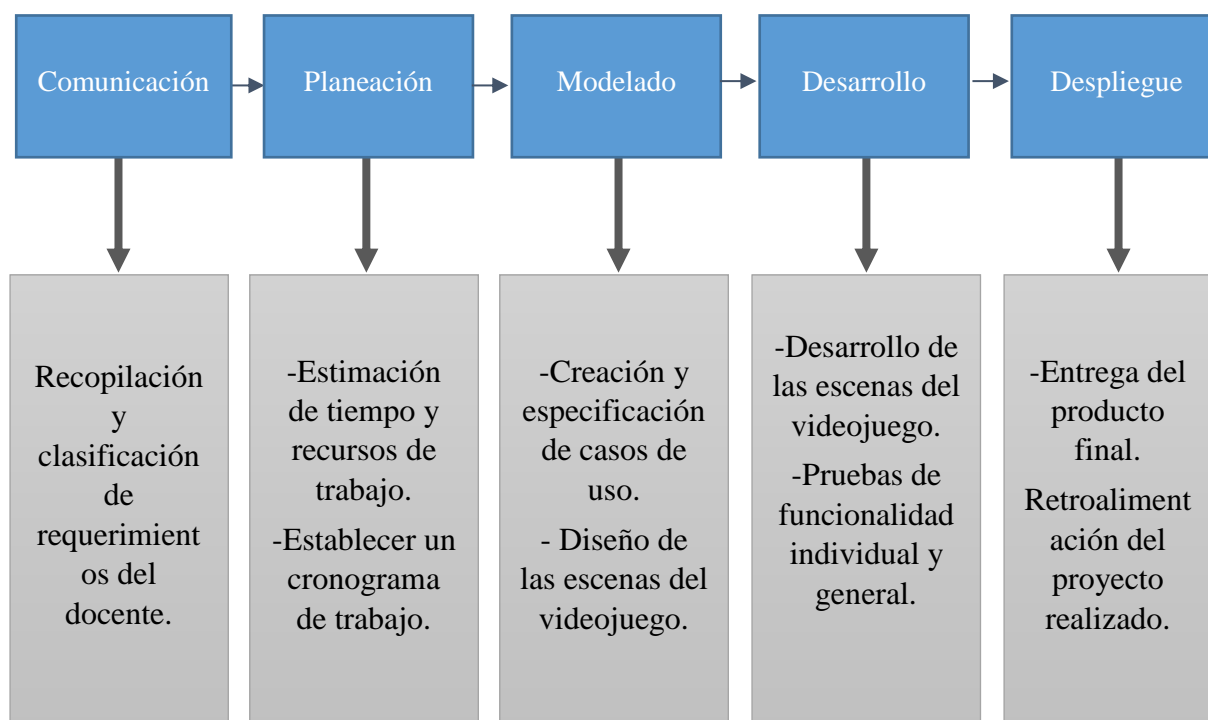 Comunicación
Planeación
Modelado
Desarrollo
Despliegue
Recopilación
y
clasificación
de
requerimient
os del
docente.
-Estimación
de tiempo y
recursos de
trabajo.
-Establecer un
cronograma
de trabajo.
-Creación y
especificación
de casos de
uso.
- Diseño de
las escenas del
videojuego.
-Desarrollo de
las escenas del
videojuego.
-Pruebas de
funcionalidad
individual y
general.
-Entrega del
producto
final.
Retroaliment
ación del
proyecto
realizado.